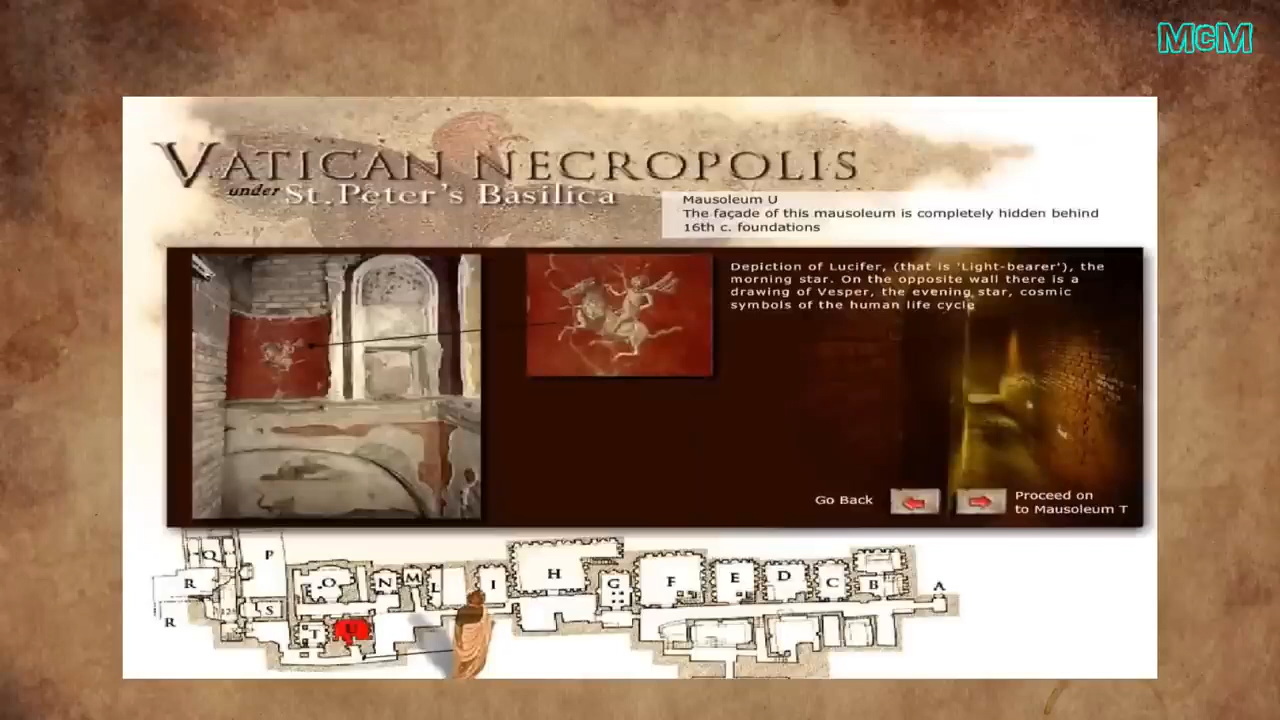 McM
VATICAN NECROPOLIS
under St. Peter's Basilica
Mausoleum U
The façade of this mausoleum is completely hidden behind
16th c. foundations
Depiction of Lucifer, (that is 'Light-bearer'), the
morning star. On the opposite wall there is a
drawing of Vesper, the evening star, cosmic
symbols of the human life cycle
Go Back
Proceed on
to Mausoleum T
Q P
R O N M L I H G F E D C B A
S
R T U